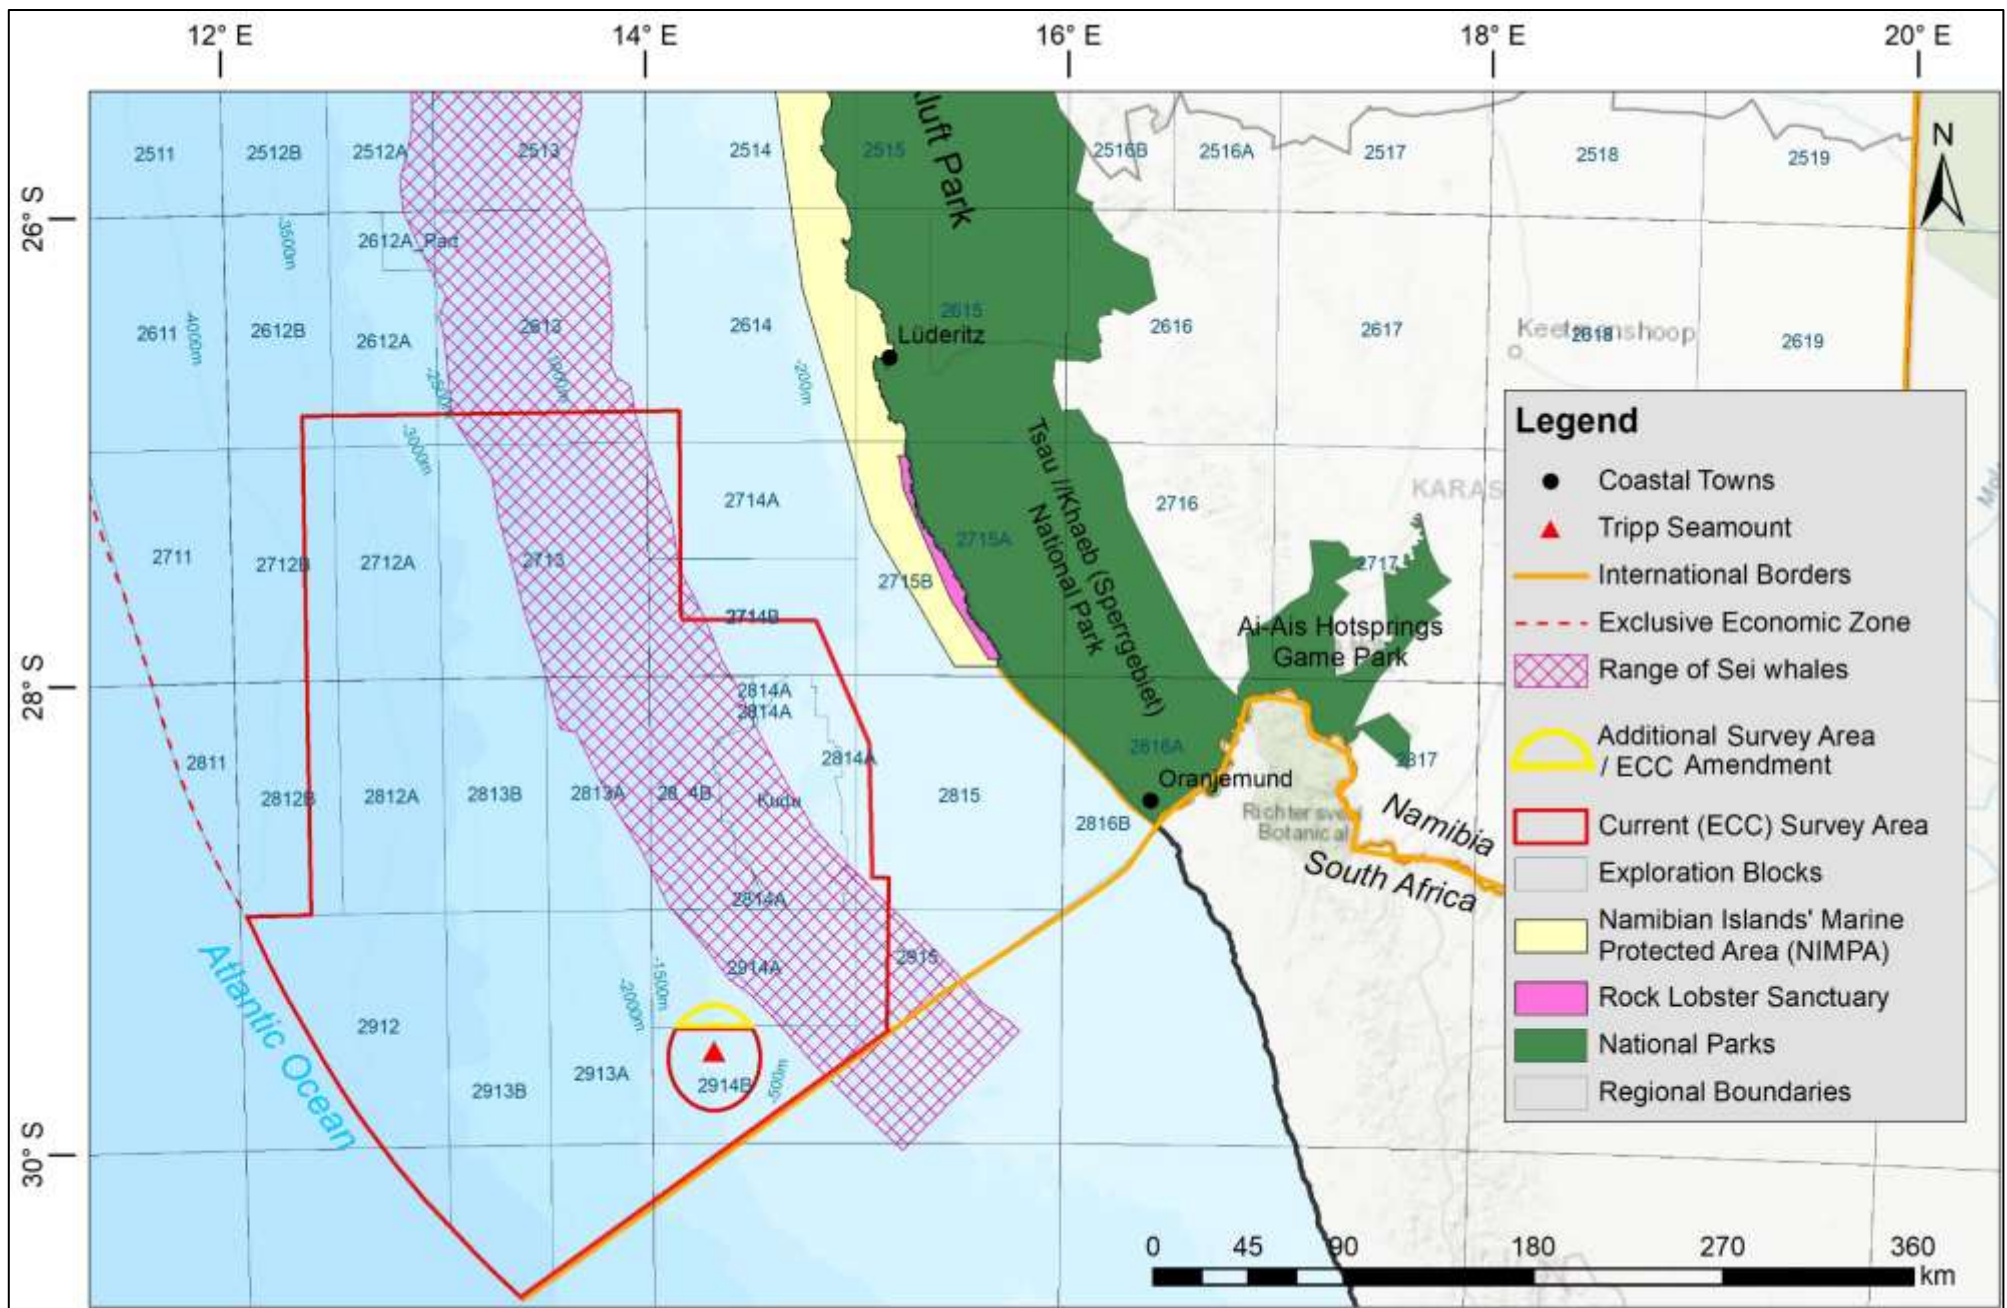 12° E
14° E
16° E
18° E
20° E
26° S
28° S
30° S
N
2511
2512B
2512A
2513
2514
2515
kluft Park
2516B
2516A
2517
2518
2519
-3500m
2612A_Part
2611
-4000m
2612B
2612A
2613
2614
2615
Lüderitz
2616
2617
Keetmanshoop
2618
2619
-2500m
-1000m
-200m
-3000m
2711
2712B
2712A
2713
2714A
2714B
2715B
2715A
Tsau //Khaeb (Sperrgebiet)
National Park
2716
KARAS
2717
Ai-Ais Hotsprings
Game Park
2814A
2814A
2811
2812B
2812A
2813B
2813A
2814B
Kudu
2814A
2815
2816A
Oranjemund
2816B
2817
Richtersveld
Botanical
Namibia
South Africa
2814A
2914A
2915
Atlantic Ocean
2912
-2000m
-1500m
2913B
2913A
2914B
-500m
Legend
Coastal Towns
Tripp Seamount
International Borders
Exclusive Economic Zone
Range of Sei whales
Additional Survey Area
/ ECC Amendment
Current (ECC) Survey Area
Exploration Blocks
Namibian Islands' Marine
Protected Area (NIMPA)
Rock Lobster Sanctuary
National Parks
Regional Boundaries
0 45 90 180 270 360
km